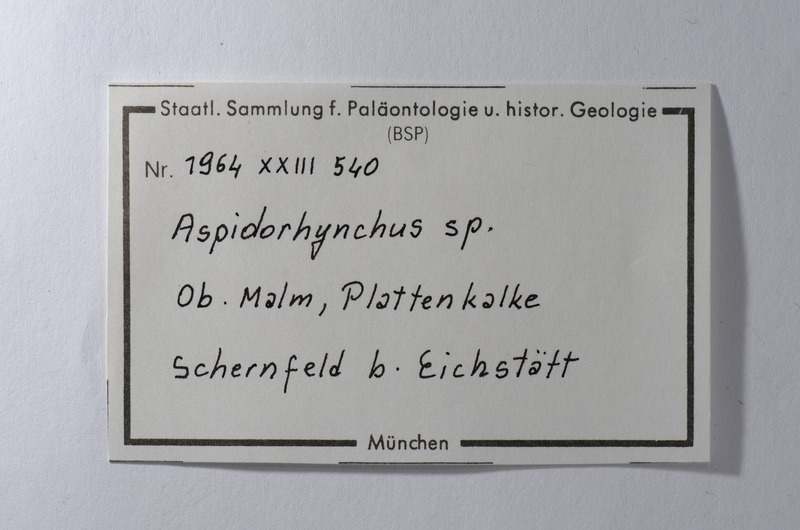 Staatl. Sammlung f. Paläontologie u. histor. Geologie
(BSP)
Nr. 1964 XXIII 540
Aspidorhynchus sp.
Ob. Malm, Plattenkalke
Schernfeld b. Eichstätt
München